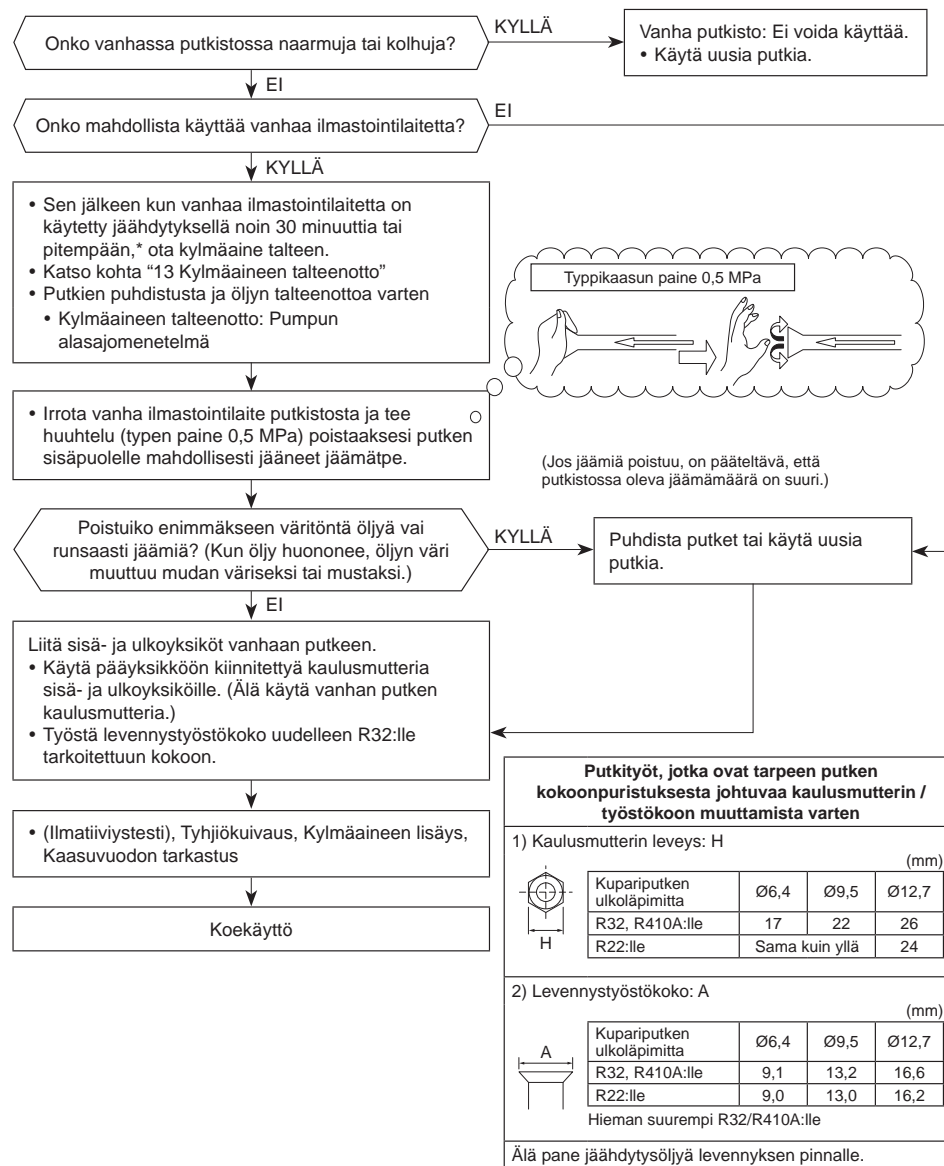 Onko vanhassa putkistossa naarmuja tai kolhuja?
KYLLÄ
Vanha putkisto: Ei voida käyttää.
• Käytä uusia putkia.
EI
Onko mahdollista käyttää vanhaa ilmastointilaitetta?
EI
KYLLÄ
• Sen jälkeen kun vanhaa ilmastointilaitetta on
käytetty jäähdytyksellä noin 30 minuuttia tai
pitempään,* ota kylmäaine talteen.
• Katso kohta “13 Kylmäaineen talteenotto”
• Putkien puhdistusta ja öljyn talteenottoa varten
• Kylmäaineen talteenotto: Pumpun
alasajomenetelmä
Typpikaasun paine 0,5 MPa
• Irrota vanha ilmastointilaite putkistosta ja tee
huuhtelu (typen paine 0,5 MPa) poistaaksesi putken
sisäpuolelle mahdollisesti jääneet jäämätpe.
(Jos jäämiä poistuu, on pääteltävä, että
putkistossa oleva jäämämäärä on suuri.)
Poistuiko enimmäkseen väritöntä öljyä vai
runsaasti jäämiä? (Kun öljy huononee, öljyn väri
muuttuu mudan väriseksi tai mustaksi.)
KYLLÄ
Puhdista putket tai käytä uusia
putkia.
EI
Liitä sisä- ja ulkoyksiköt vanhaan putkeen.
• Käytä pääyksikköön kiinnitettyä kaulusmutteria
sisä- ja ulkoyksiköille. (Älä käytä vanhan putken
kaulusmutteria.)
• Työstä levennystyöstökoko uudelleen R32:lle
tarkoitettuun kokoon.
• (Ilmatiiviystesti), Tyhjiökuivaus, Kylmäaineen lisäys,
Kaasuvuodon tarkastus
Koekäyttö
Putkityöt, jotka ovat tarpeen putken
kokoonpuristuksesta johtuvaa kaulusmutterin /
työstökoon muuttamista varten
1) Kaulusmutterin leveys: H
(mm)
H
Kupariputken
ulkoläpimitta Ø6,4 Ø9,5 Ø12,7
R32, R410A:lle 17 22 26
R22:lle Sama kuin yllä 24
2) Levennystyöstökoko: A
(mm)
A
Kupariputken
ulkoläpimitta Ø6,4 Ø9,5 Ø12,7
R32, R410A:lle 9,1 13,2 16,6
R22:lle 9,0 13,0 16,2
Hieman suurempi R32/R410A:lle
Älä pane jäähdytysöljyä levennyksen pinnalle.